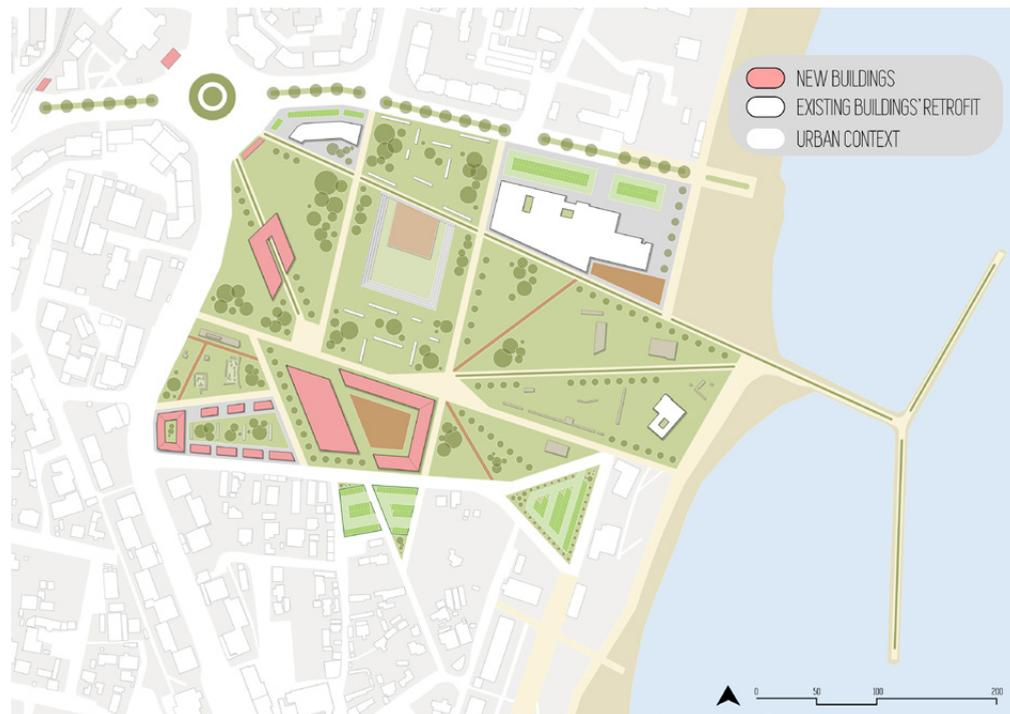 NEW BUILDINGS
EXISTING BUILDINGS' RETROFIT
URBAN CONTEXT
0 50 100 200